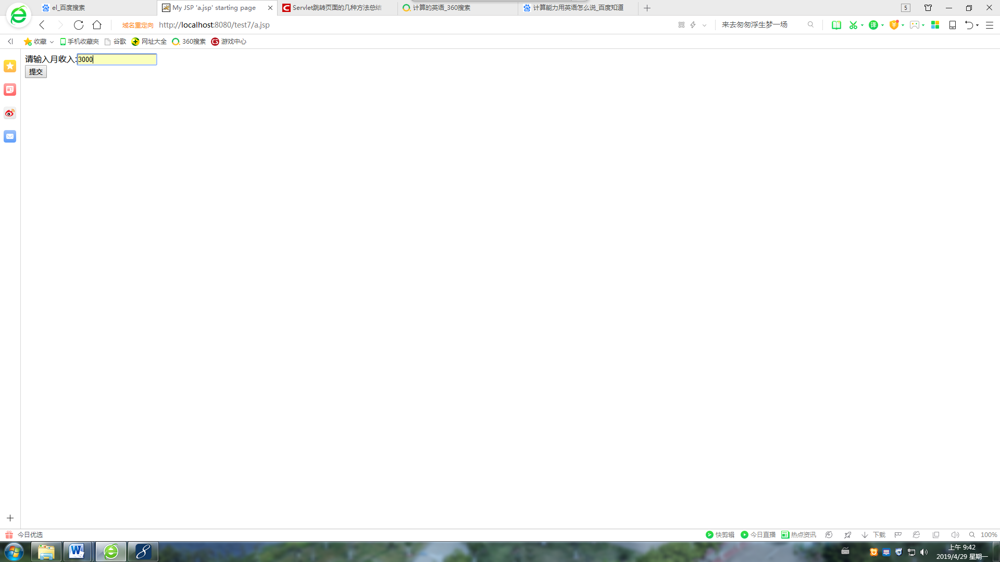 el_百度搜索
My JSP 'a.jsp' starting page
Servlet跳转页面的几种方法总结
计算的英语_360搜索
计算能力用英语怎么说_百度知道
5
域名重定向 http://localhost:8080/test7/a.jsp
来去匆匆浮生梦一场
译
收藏 手机收藏夹 谷歌 网址大全 360搜索 游戏中心
请输入月收入:3000
提交
今日优选
快剪辑 今日直播 热点资讯 下载 100%
上午 9:42
2019/4/29 星期一